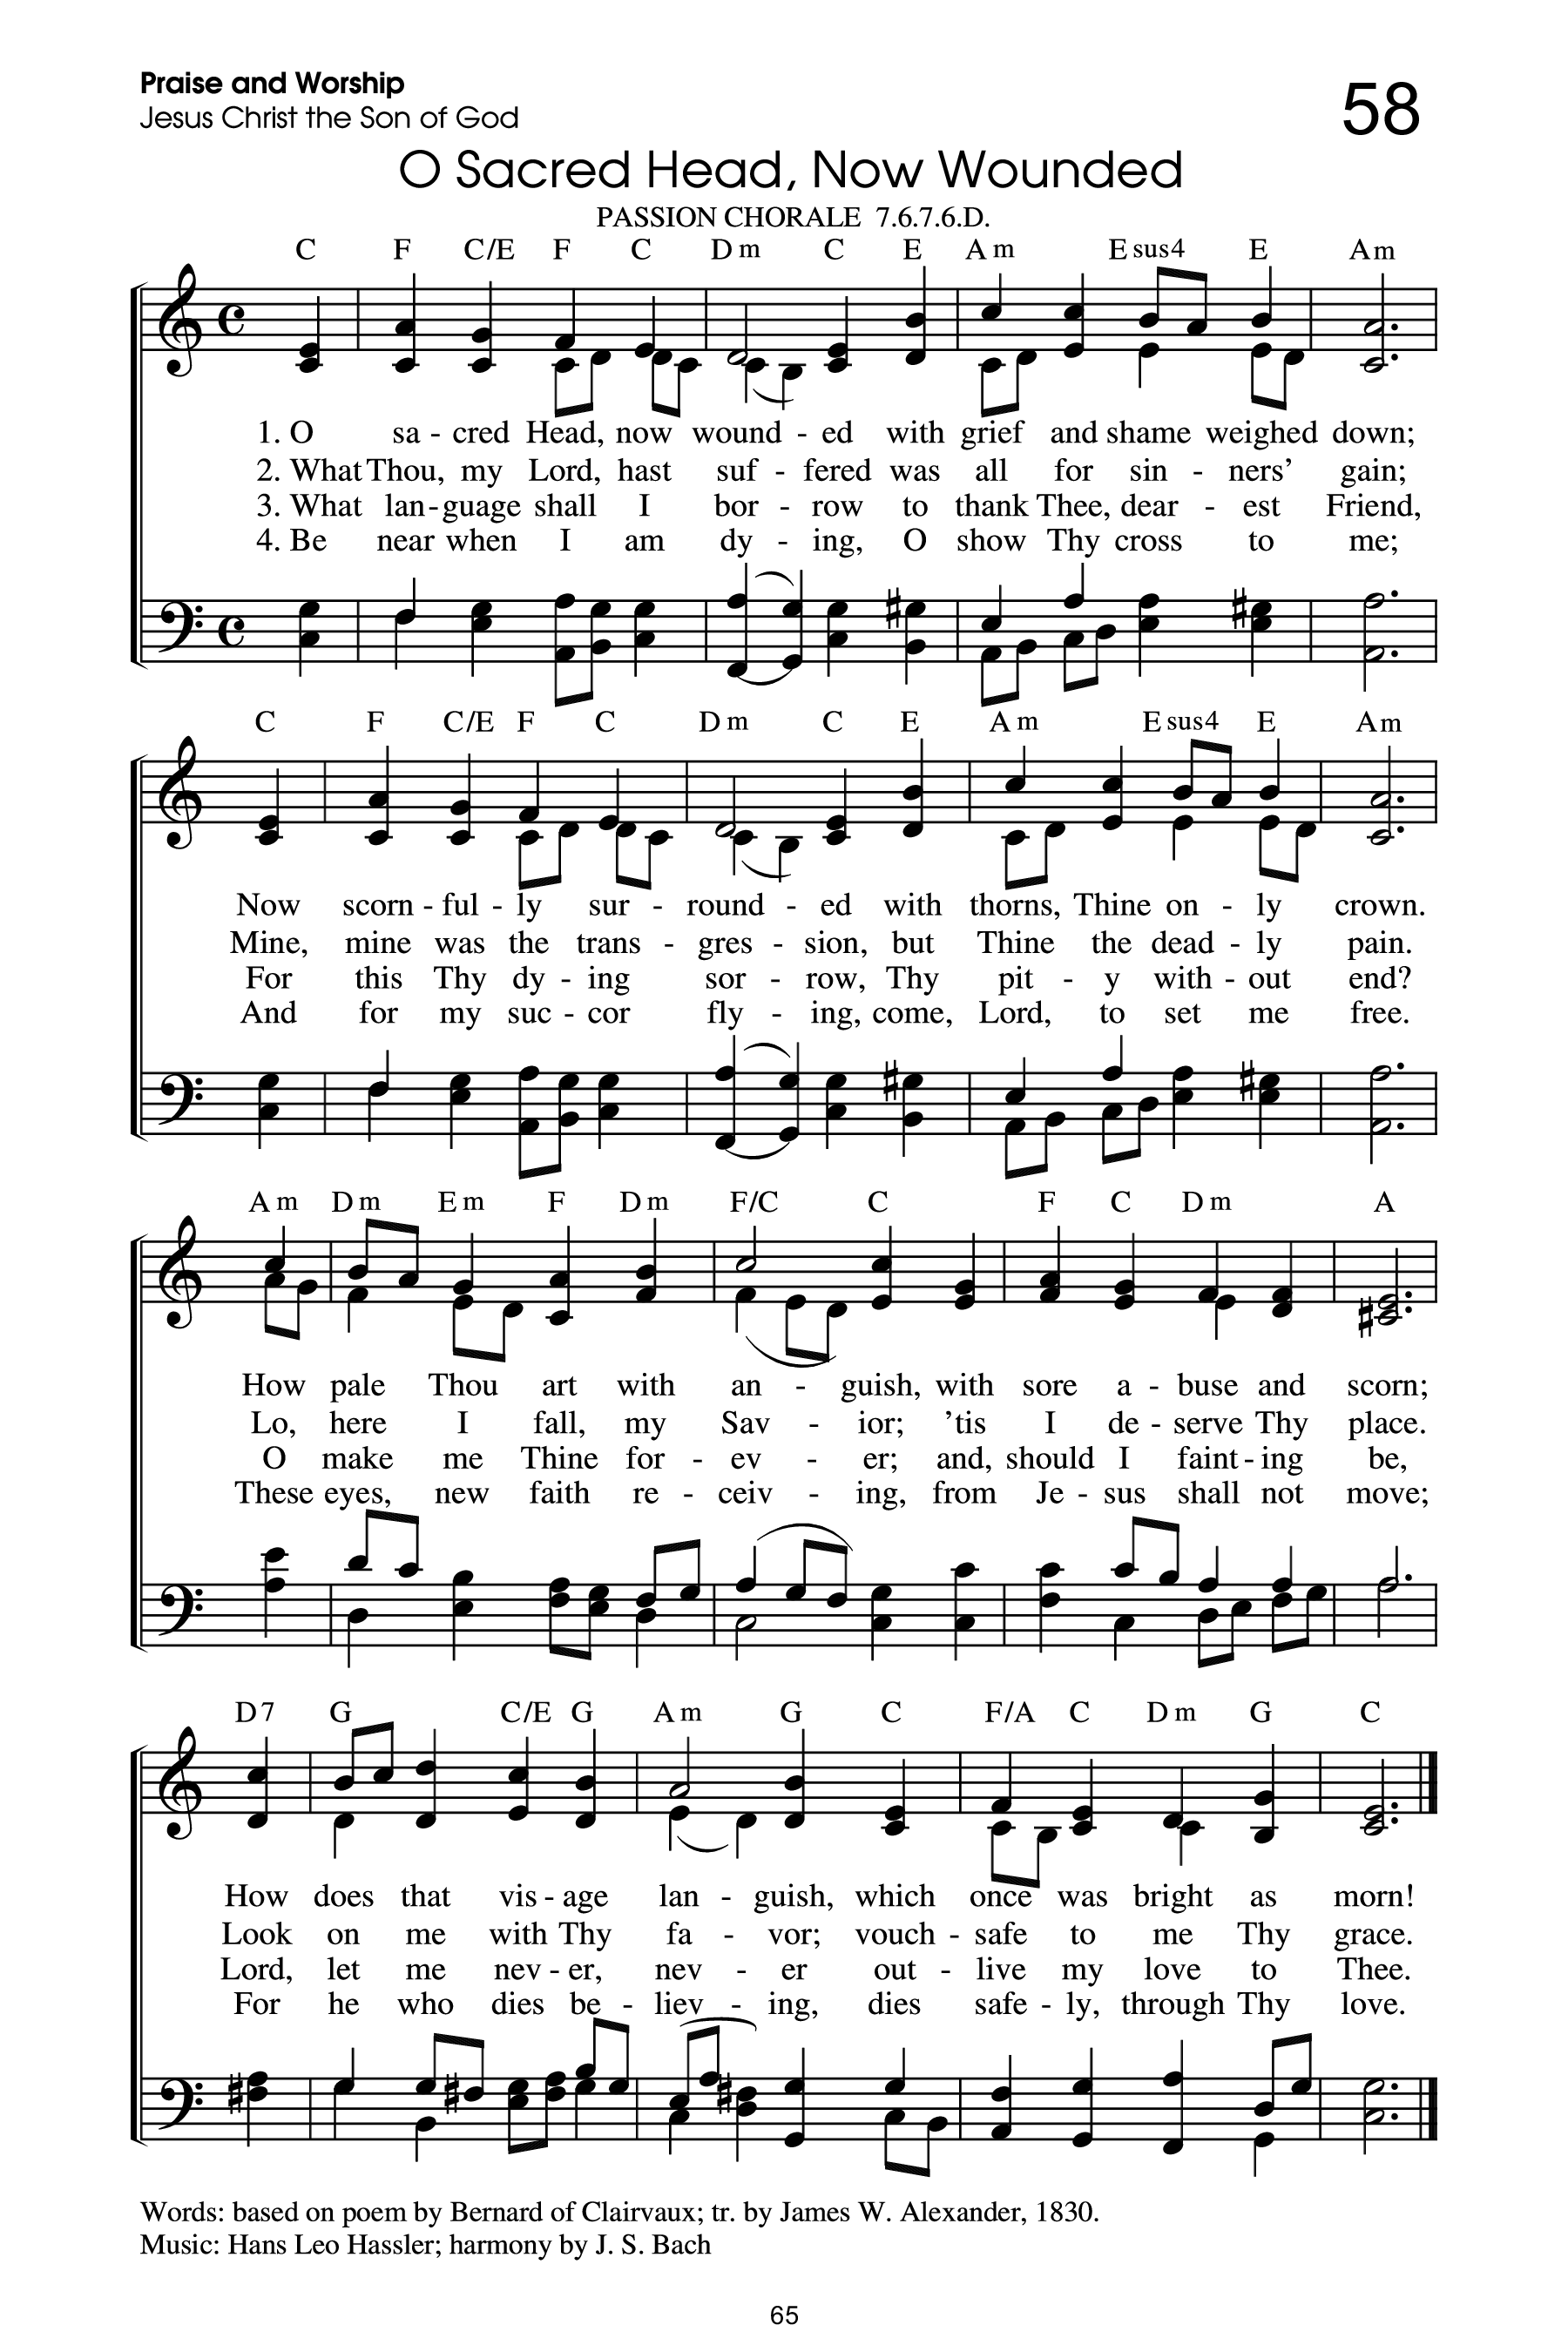 Praise and Worship
58
Jesus Christ the Son of God
O Sacred Head, Now Wounded
PASSION CHORALE 7.6.7.6.D.
C F C/E F C Dm C E Am Esus4 E Am
1. O sa - cred Head, now wound - ed with grief and shame weighed down;
2. What Thou, my Lord, hast suf - fered was all for sin - ners' gain;
3. What lan - guage shall I bor - row to thank Thee, dear - est Friend,
4. Be near when I am dy - ing, O show Thy cross to me;
C F C/E F C Dm C E Am Esus4 E Am
Now scorn - ful - ly sur - round - ed with thorns, Thine on - ly crown.
Mine, mine was the trans - gres - sion, but Thine the dead - ly pain.
For this Thy dy - ing sor - row, Thy pit - y with - out end?
And for my suc - cor fly - ing, come, Lord, to set me free.
Am Dm Em F Dm F/C C F C Dm A
How pale Thou art with an - guish, with sore a - buse and scorn;
Lo, here I fall, my Sav - ior; 'tis I de - serve Thy place.
O make me Thine for - ev - er; and, should I faint - ing be,
These eyes, new faith re - ceiv - ing, from Je - sus shall not move;
D7 G C/E G Am G C F/A C Dm G C
How does that vis - age lan - guish, which once was bright as morn!
Look on me with Thy fa - vor; vouch - safe to me Thy grace.
Lord, let me nev - er, nev - er out - live my love to Thee.
For he who dies be - liev - ing, dies safe - ly, through Thy love.
Words: based on poem by Bernard of Clairvaux; tr. by James W. Alexander, 1830.
Music: Hans Leo Hassler; harmony by J. S. Bach
65